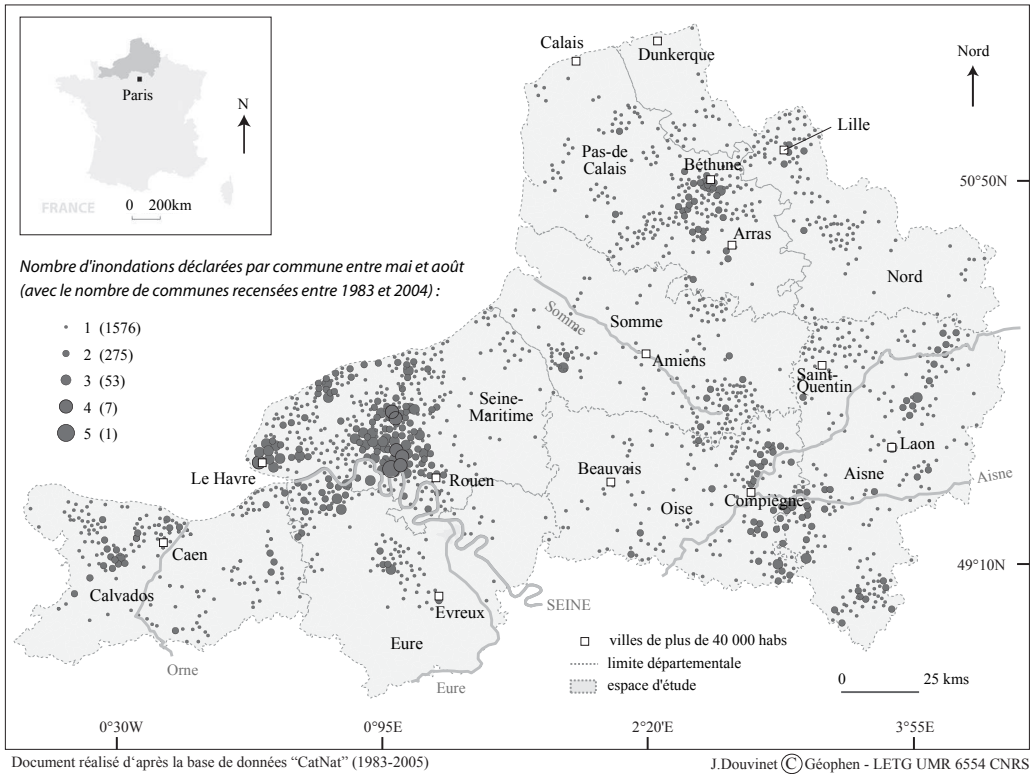 Paris
N
FRANCE
0 200km
Nord
Calais
Dunkerque
Lille
Pas-de
Calais
Béthune
50°50N
Arras
Nord
Nombre d'inondations déclarées par commune entre mai et août
(avec le nombre de communes recensées entre 1983 et 2004) :
1 (1576)
2 (275)
3 (53)
4 (7)
5 (1)
Somme
Somme
Amiens
Saint-
Quentin
Seine-
Maritime
Laon
Le Havre
Rouen
Beauvais
Oise
Compiègne
Aisne
Aisne
Caen
Calvados
49°10N
Evreux
SEINE
Eure
Orne
Eure
villes de plus de 40 000 habs
limite départementale
espace d'étude
0 25 kms
0°30W
0°95E
2°20E
3°55E
Document réalisé d'après la base de données “CatNat” (1983-2005)
J.Douvinet © Géophen - LETG UMR 6554 CNRS